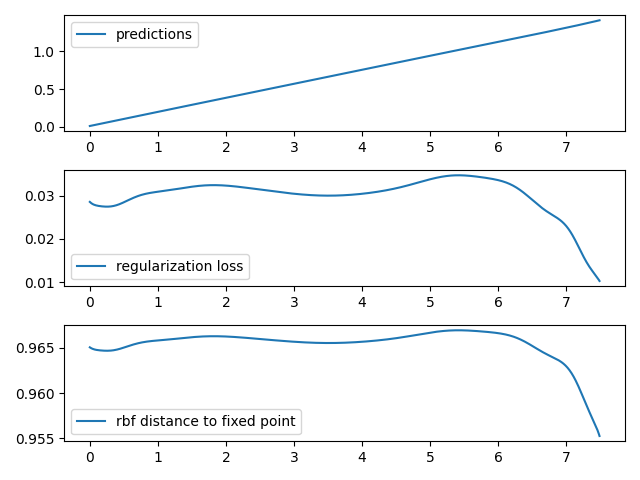 predictions
1.0
0.5
0.0
0 1 2 3 4 5 6 7
0.03
0.02
0.01
regularization loss
0 1 2 3 4 5 6 7
0.965
0.960
0.955
rbf distance to fixed point
0 1 2 3 4 5 6 7